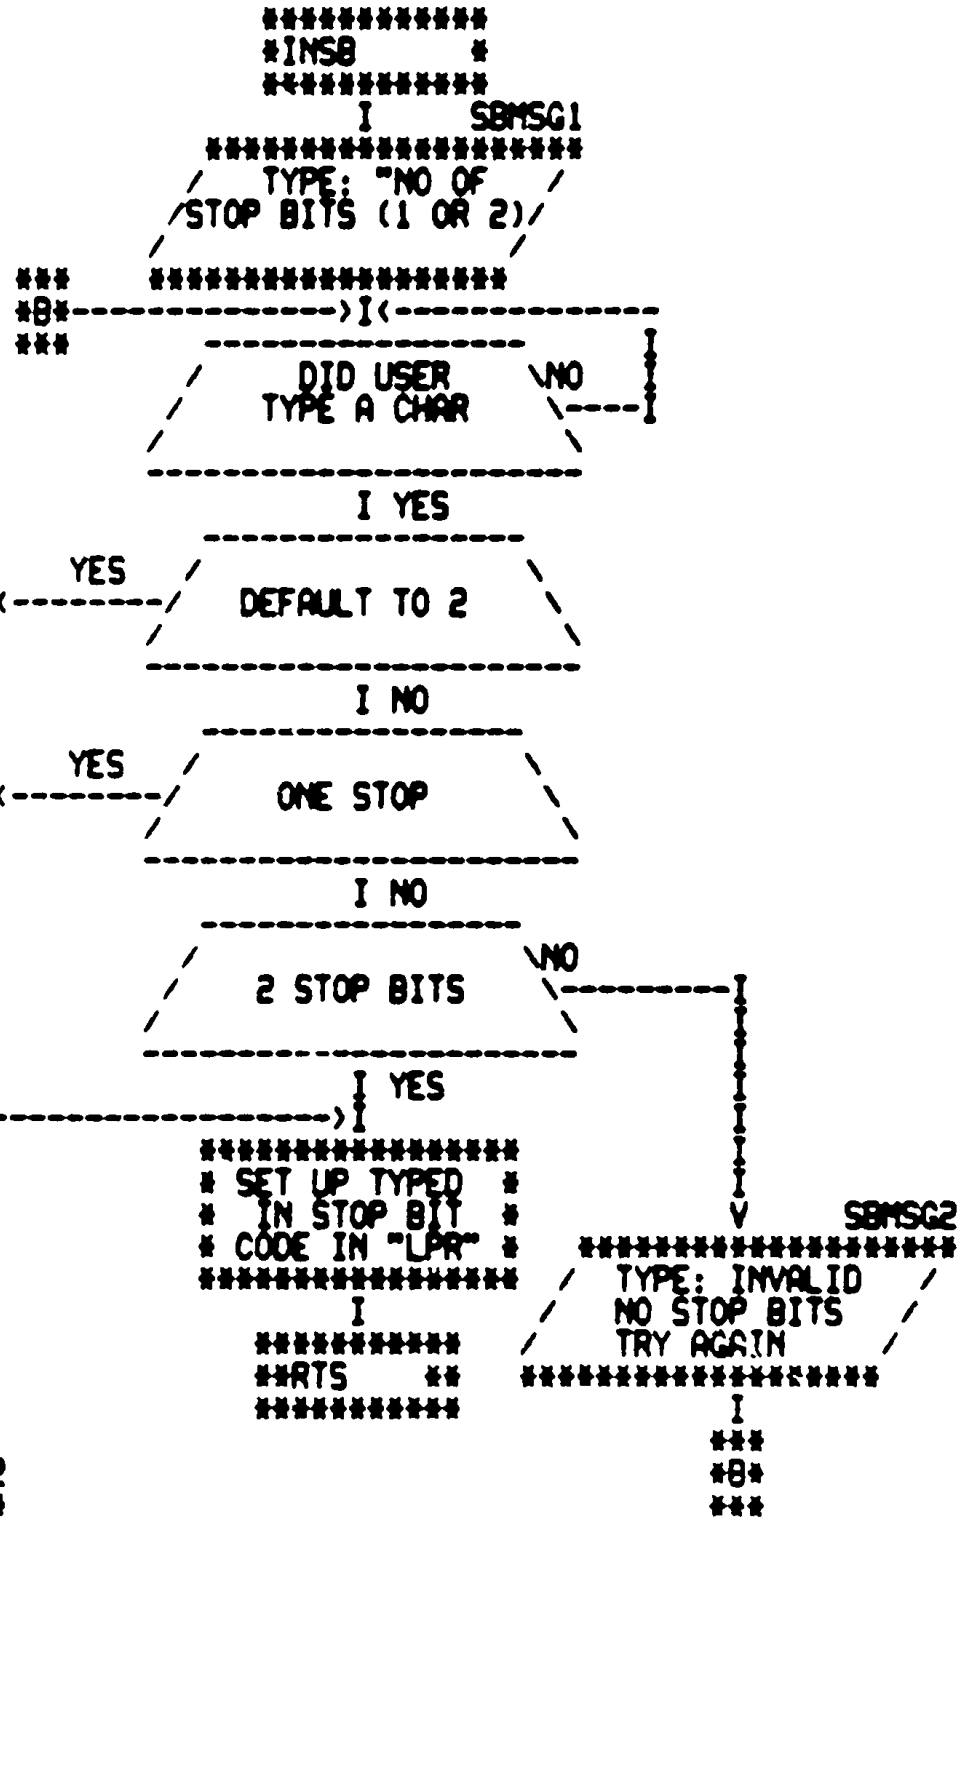 ************
*INSB *
************
I SBMSG1
********************
/ TYPE: "NO OF /
/STOP BITS (1 OR 2)/
/ /
*** *******************
*B*-------------->I<--------------
*** ----------------- I
/ DID USER \NO I
/ TYPE A CHAR \----I
/ \
-----------------------
I YES
-----------------
YES / \
<--------/ DEFAULT TO 2 \
/ \
-----------------------
I NO
-----------------
YES / \
<--------/ ONE STOP \
/ \
-----------------------
I NO
-----------------
/ \NO
/ 2 STOP BITS \---------I
/ \ I
----------------------- I
I YES I
------------------>I I
***************** I
* SET UP TYPED * I
* IN STOP BIT * V SBMSG2
* CODE IN "LPR" * ********************
***************** / TYPE: INVALID /
I / NO STOP BITS /
*********** / TRY AGAIN /
**RTS ** *******************
*********** I
***
*B*
***